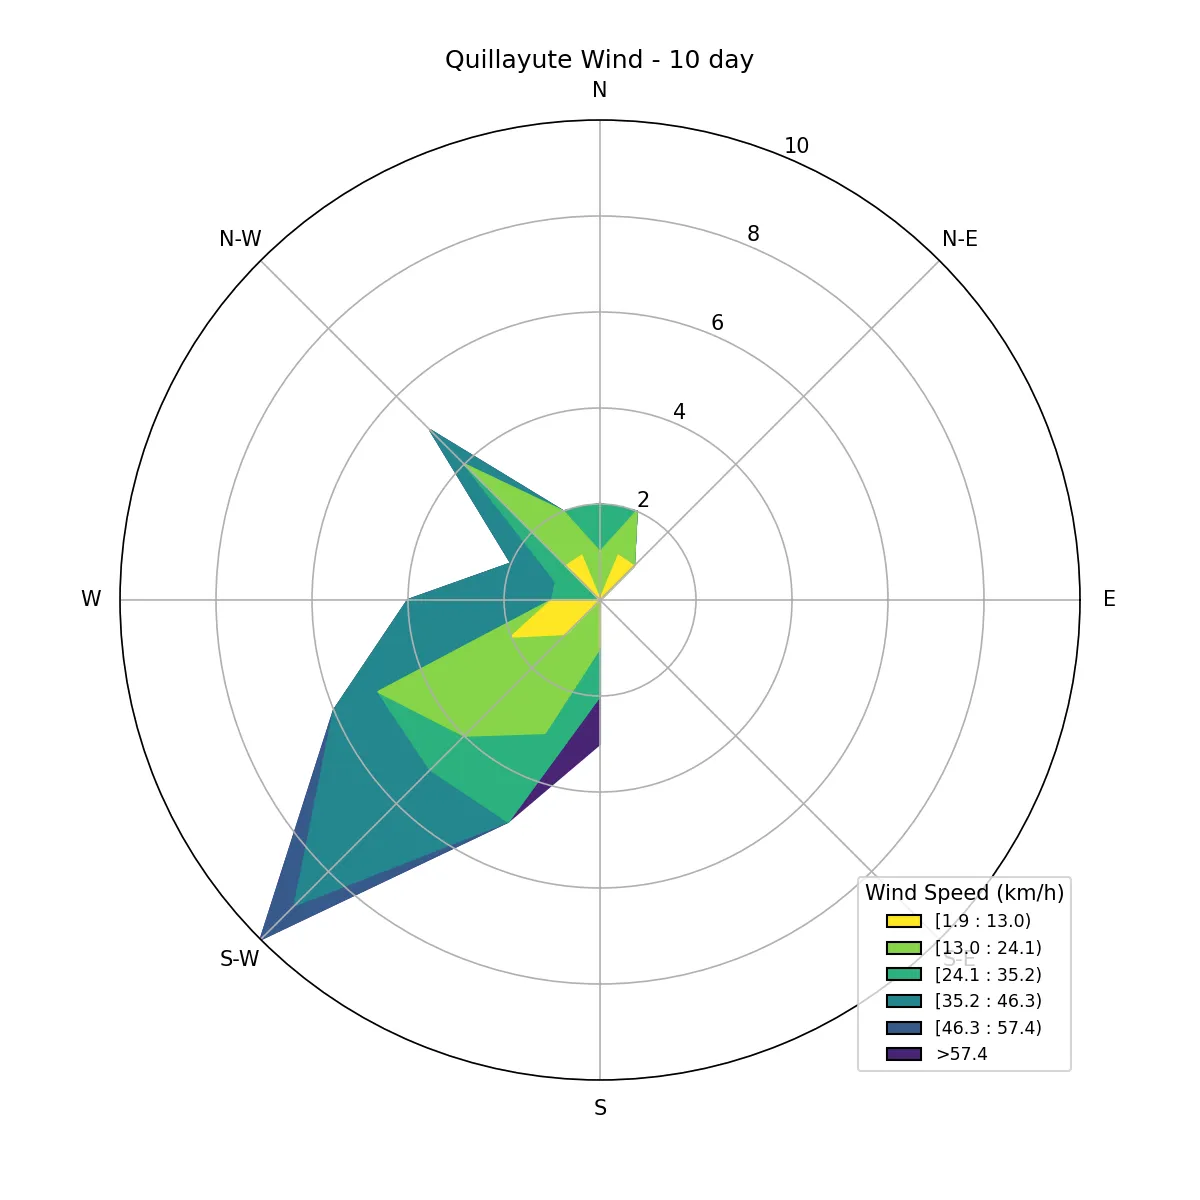 Quillayute Wind - 10 day
N
10
N-W
8
N-E
6
4
2
W
E
S-W
S-E
Wind Speed (km/h)
[1.9 : 13.0)
[13.0 : 24.1)
[24.1 : 35.2)
[35.2 : 46.3)
[46.3 : 57.4)
>57.4
S